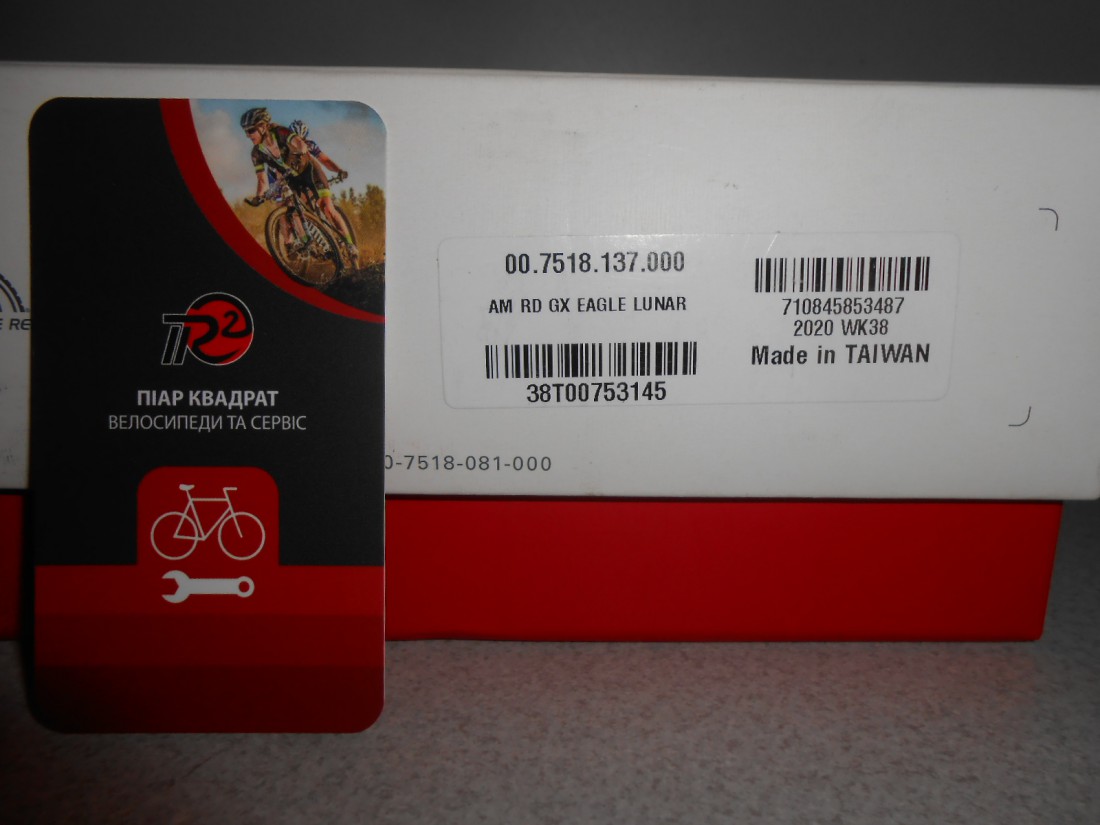 ПР2
ПІАР КВАДРАТ
ВЕЛОСИПЕДИ ТА СЕРВІС
00.7518.137.000
AM RD GX EAGLE LUNAR
38T00753145
710845853487
2020 WK38
Made in TAIWAN
0-7518-081-000